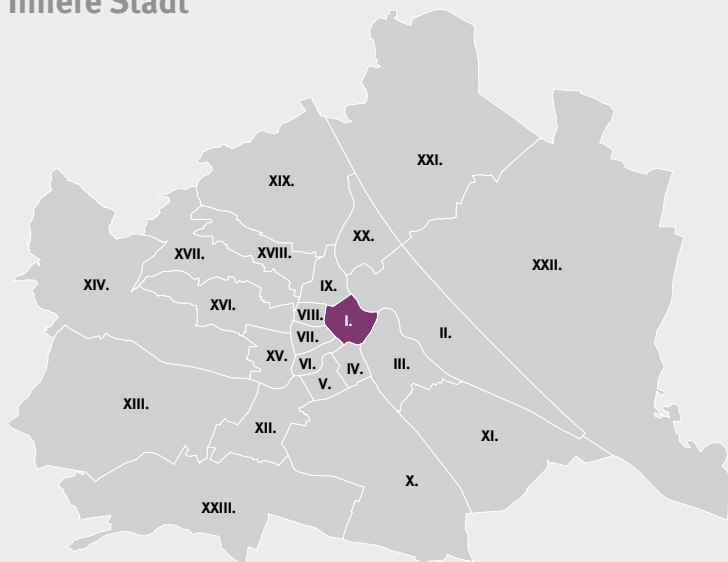 Innere Stadt
XXI.
XIX.
XX.
XVII.
XVIII.
XXII.
XIV.
IX.
XVI.
VIII.
I.
II.
VII.
XV.
VI.
IV.
III.
V.
XIII.
XII.
XI.
X.
XXIII.